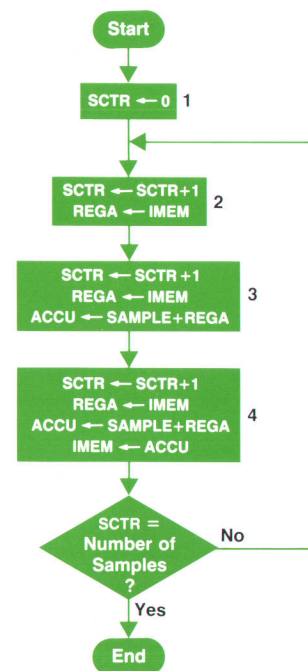 Start
SCTR ← 0 1
SCTR ← SCTR+1
REGA ← IMEM
2
SCTR ← SCTR+1
REGA ← IMEM
ACCU ← SAMPLE+REGA
3
SCTR ← SCTR+1
REGA ← IMEM
ACCU ← SAMPLE+REGA
IMEM ← ACCU
4
SCTR =
Number of
Samples
?
No
Yes
End